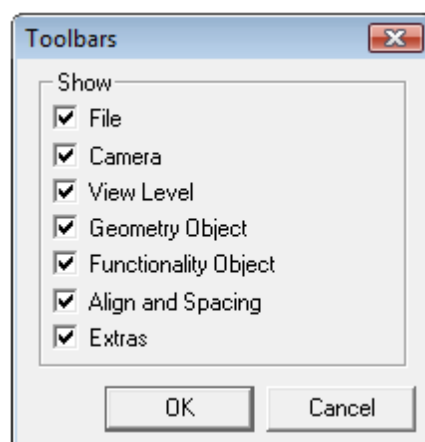 Toolbars
Show
File
Camera
View Level
Geometry Object
Functionality Object
Align and Spacing
Extras
OK Cancel